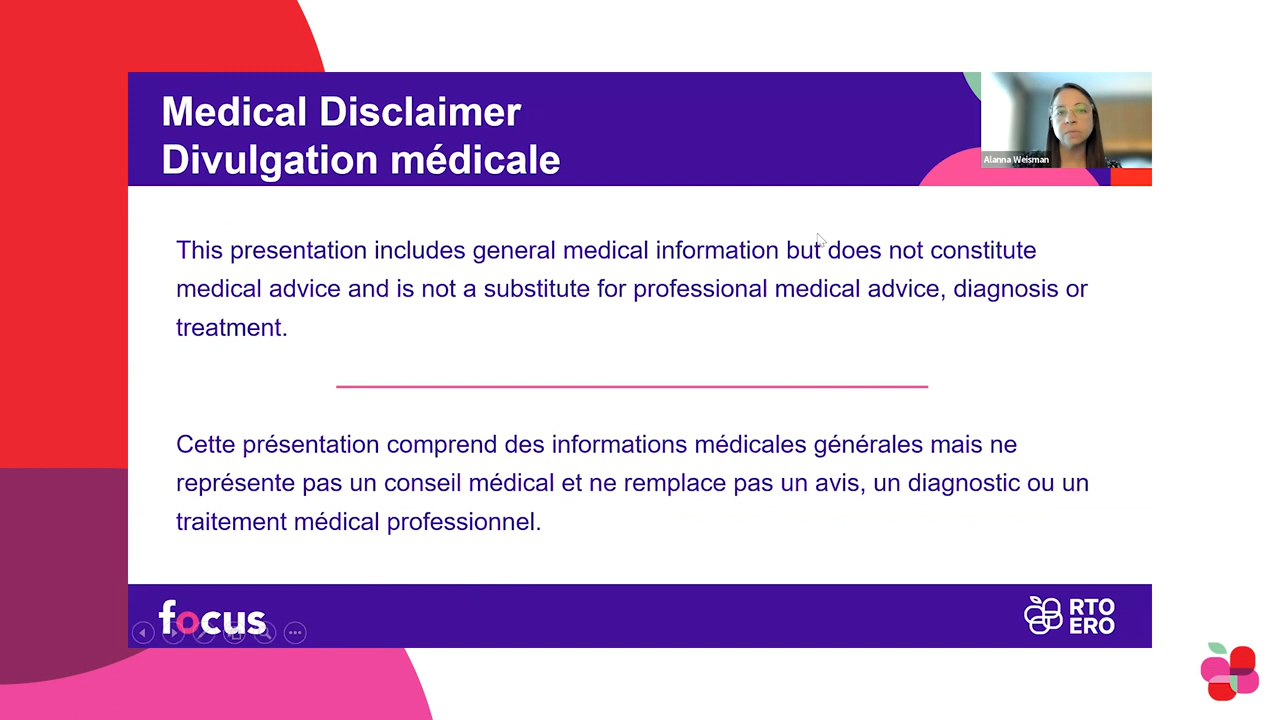 Medical Disclaimer
Divulgation médicale
Alanna Weisman
This presentation includes general medical information but does not constitute
medical advice and is not a substitute for professional medical advice, diagnosis or
treatment.
Cette présentation comprend des informations médicales générales mais ne
représente pas un conseil médical et ne remplace pas un avis, un diagnostic ou un
traitement médical professionnel.
focus
RTO
ERO